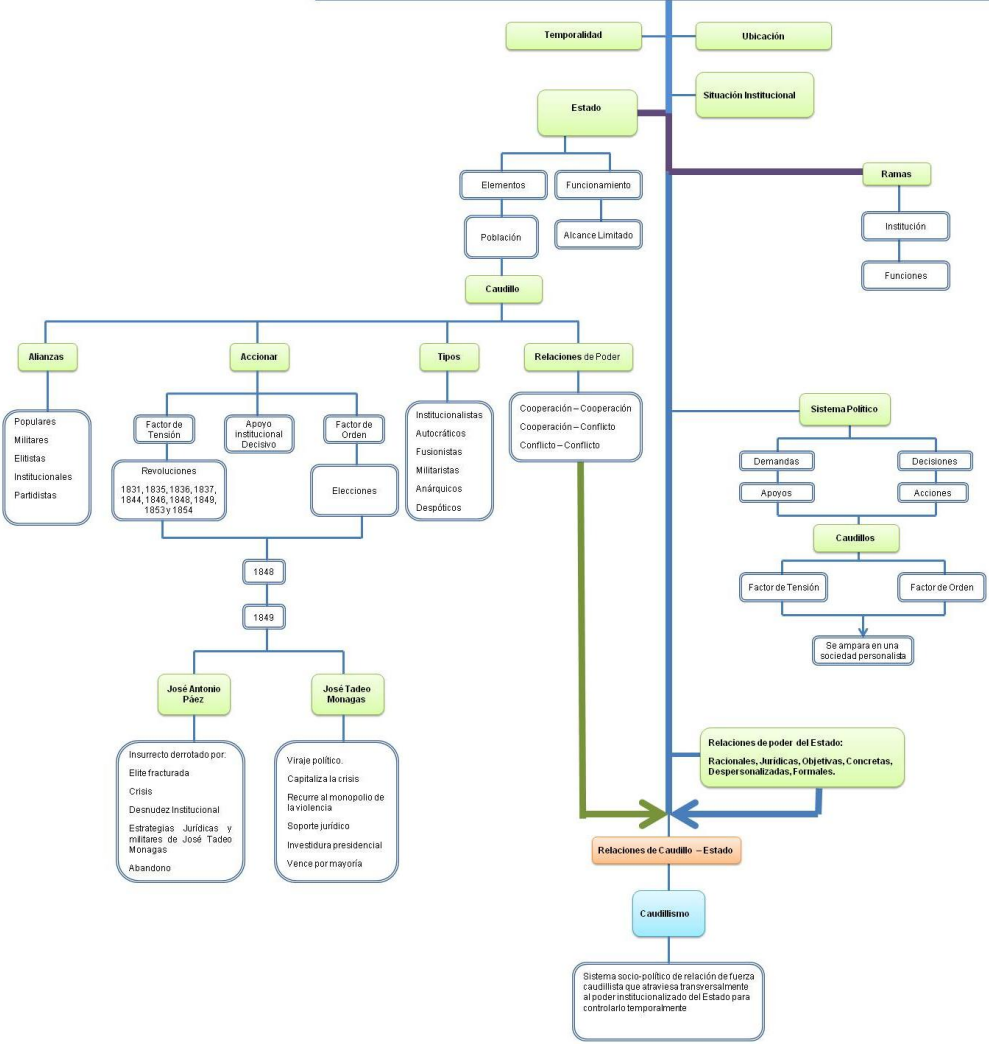 Temporalidad
Ubicación
Situación Institucional
Estado
Ramas
Elementos
Funcionamiento
Institución
Población
Alcance Limitado
Funciones
Caudillo
Alianzas
Accionar
Tipos
Relaciones de Poder
Populares
Militares
Elitistas
Institucionales
Partidistas
Factor de
Tensión
Apoyo
institucional
Decisivo
Factor de
Orden
Revoluciones
1831, 1835, 1836, 1837,
1844, 1846, 1848, 1849,
1853 y 1854
Elecciones
Institucionalistas
Autocráticos
Fusionistas
Militaristas
Anárquicos
Despóticos
Cooperación – Cooperación
Cooperación – Conflicto
Conflicto – Conflicto
Sistema Político
Demandas
Decisiones
Apoyos
Acciones
Caudillos
Factor de Tensión
Factor de Orden
Se ampara en una
sociedad personalista
1848
1849
José Antonio
Páez
José Tadeo
Monagas
Insurrecto derrotado por:
Elite fracturada
Crisis
Desnudez Institucional
Estrategias Jurídicas y
militares de José Tadeo
Monagas
Abandono
Viraje político.
Capitaliza la crisis
Recurre al monopolio de
la violencia
Soporte jurídico
Investidura presidencial
Vence por mayoría
Relaciones de poder del Estado:
Racionales, Jurídicas, Objetivas, Concretas,
Despersonalizadas, Formales.
Relaciones de Caudillo – Estado
Caudillismo
Sistema socio-político de relación de fuerza
caudillista que atraviesa transversalmente
al poder institucionalizado del Estado para
controlarlo temporalmente